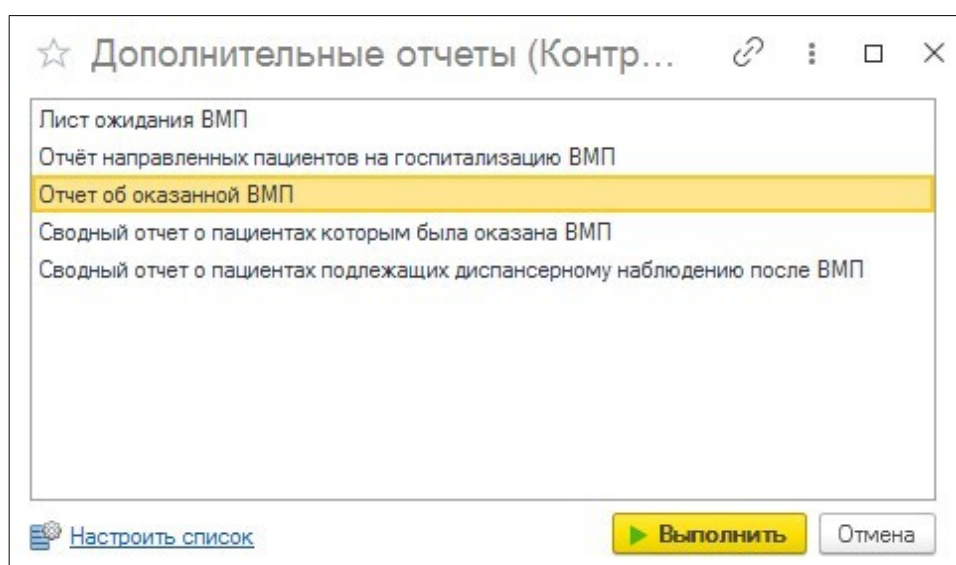 Дополнительные отчеты (Контр...
Лист ожидания ВМП
Отчёт направленных пациентов на госпитализацию ВМП
Отчет об оказанной ВМП
Сводный отчет о пациентах которым была оказана ВМП
Сводный отчет о пациентах подлежащих диспансерному наблюдению после ВМП
Настроить список
Выполнить
Отмена